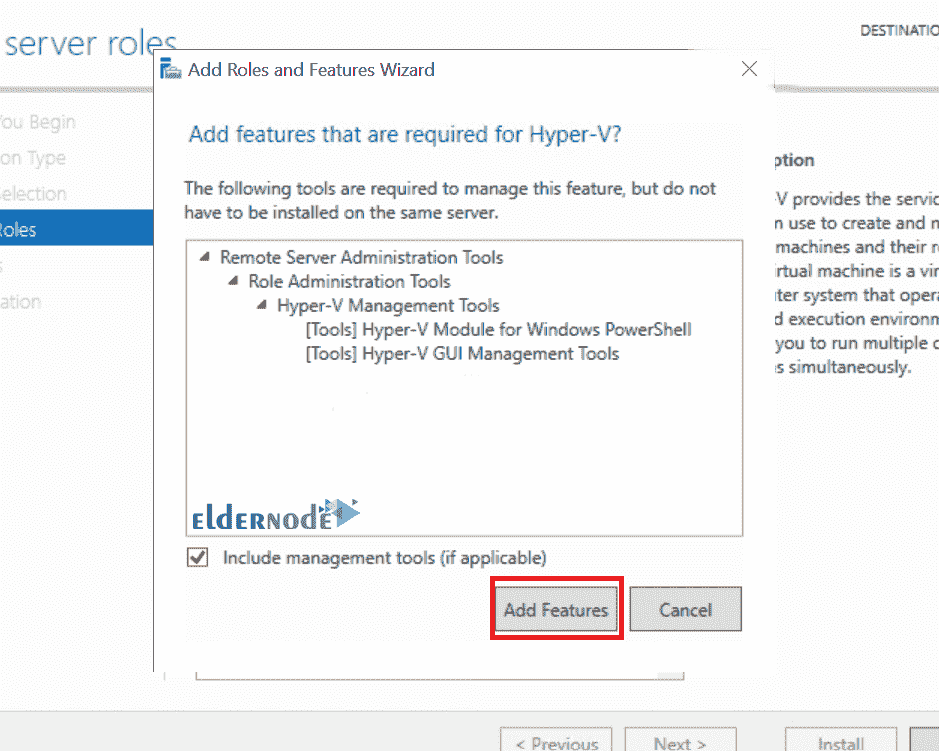 server roles
DESTINATIO
Add Roles and Features Wizard
You Begin
on Type
Selection
Roles
s
ation
Add features that are required for Hyper-V?
The following tools are required to manage this feature, but do not
have to be installed on the same server.
Remote Server Administration Tools
Role Administration Tools
Hyper-V Management Tools
[Tools] Hyper-V Module for Windows PowerShell
[Tools] Hyper-V GUI Management Tools
ELDERNODE
Include management tools (if applicable)
Add Features
Cancel
ption
-V provides the servic
n use to create and m
machines and their r
irtual machine is a vir
ter system that opera
d execution environm
you to run multiple o
s simultaneously.
< Previous
Next >
Install